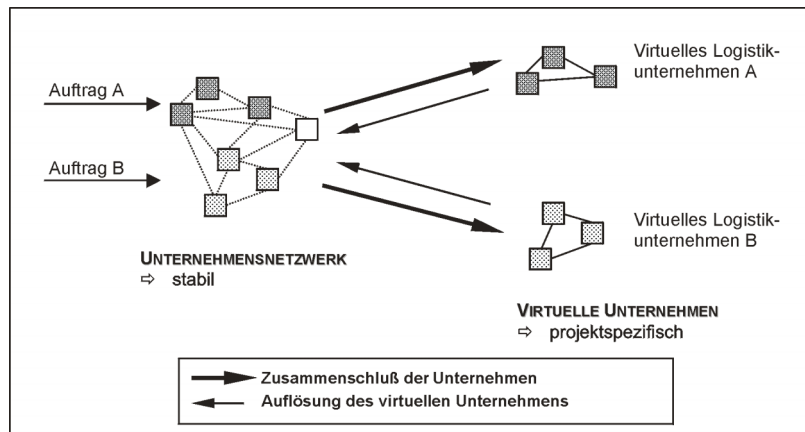 Auftrag A
Auftrag B
UNTERNEHMENSNETZWERK
⇨ stabil
Virtuelles Logistik-
unternehmen A
Virtuelles Logistik-
unternehmen B
VIRTUELLE UNTERNEHMEN
⇨ projektspezifisch
Zusammenschluß der Unternehmen
Auflösung des virtuellen Unternehmens